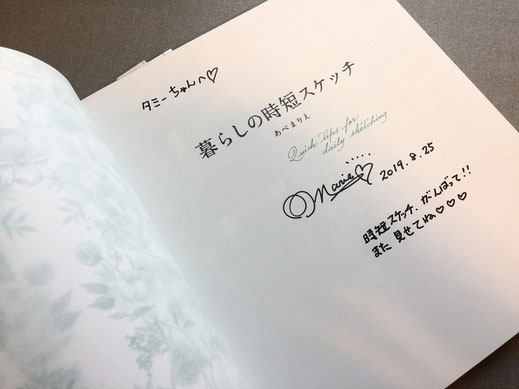 タミーちゃんへ♡
暮らしの時短スケッチ
あべまりえ
Quick Tips for
daily sketching
Marie♡ 2019.8.25
時短スケッチ、がんばって!!
また見せてね♡♡♡